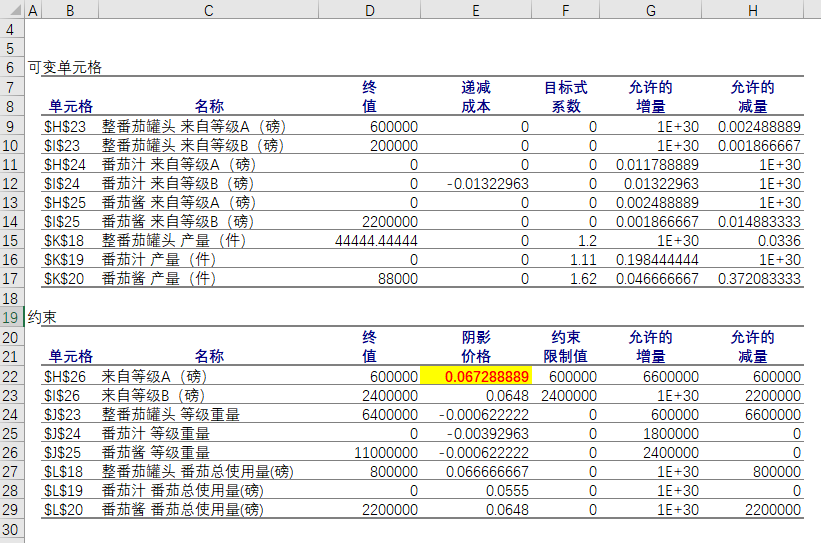 A B C D E F G H
4
5
6 可变单元格
7 终 递减 目标式 允许的 允许的
8 单元格 名称 值 成本 系数 增量 减量
9 $H$23 整番茄罐头 来自等级A（磅） 600000 0 0 1E+30 0.002488889
10 $I$23 整番茄罐头 来自等级B（磅） 200000 0 0 1E+30 0.001866667
11 $H$24 番茄汁 来自等级A（磅） 0 0 0 0.011788889 1E+30
12 $I$24 番茄汁 来自等级B（磅） 0 -0.01322963 0 0.01322963 1E+30
13 $H$25 番茄酱 来自等级A（磅） 0 0 0 0.002488889 1E+30
14 $I$25 番茄酱 来自等级B（磅） 2200000 0 0 0.001866667 0.014883333
15 $K$18 整番茄罐头 产量（件） 44444.44444 0 1.2 1E+30 0.0336
16 $K$19 番茄汁 产量（件） 0 0 1.11 0.198444444 1E+30
17 $K$20 番茄酱 产量（件） 88000 0 1.62 0.046666667 0.372083333
18
19 约束
20 终 阴影 约束 允许的 允许的
21 单元格 名称 值 价格 限制值 增量 减量
22 $H$26 来自等级A（磅） 600000 0.067288889 600000 6600000 600000
23 $I$26 来自等级B（磅） 2400000 0.0648 2400000 1E+30 2200000
24 $J$23 整番茄罐头 等级重量 6400000 -0.000622222 0 600000 6600000
25 $J$24 番茄汁 等级重量 0 -0.00392963 0 1800000 0
26 $J$25 番茄酱 等级重量 11000000 -0.000622222 0 2400000 0
27 $L$18 整番茄罐头 番茄总使用量(磅) 800000 0.066666667 0 1E+30 800000
28 $L$19 番茄汁 番茄总使用量(磅) 0 0.0555 0 1E+30 0
29 $L$20 番茄酱 番茄总使用量(磅) 2200000 0.0648 0 1E+30 2200000
30